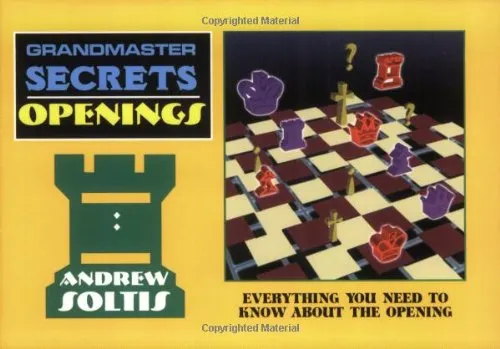 Copyrighted Material
GRANDMASTER
SECRETS
OPENINGS
?
:
ANDREW
SOLTIS
EVERYTHING YOU NEED TO
KNOW ABOUT THE OPENING
Copyrighted Material